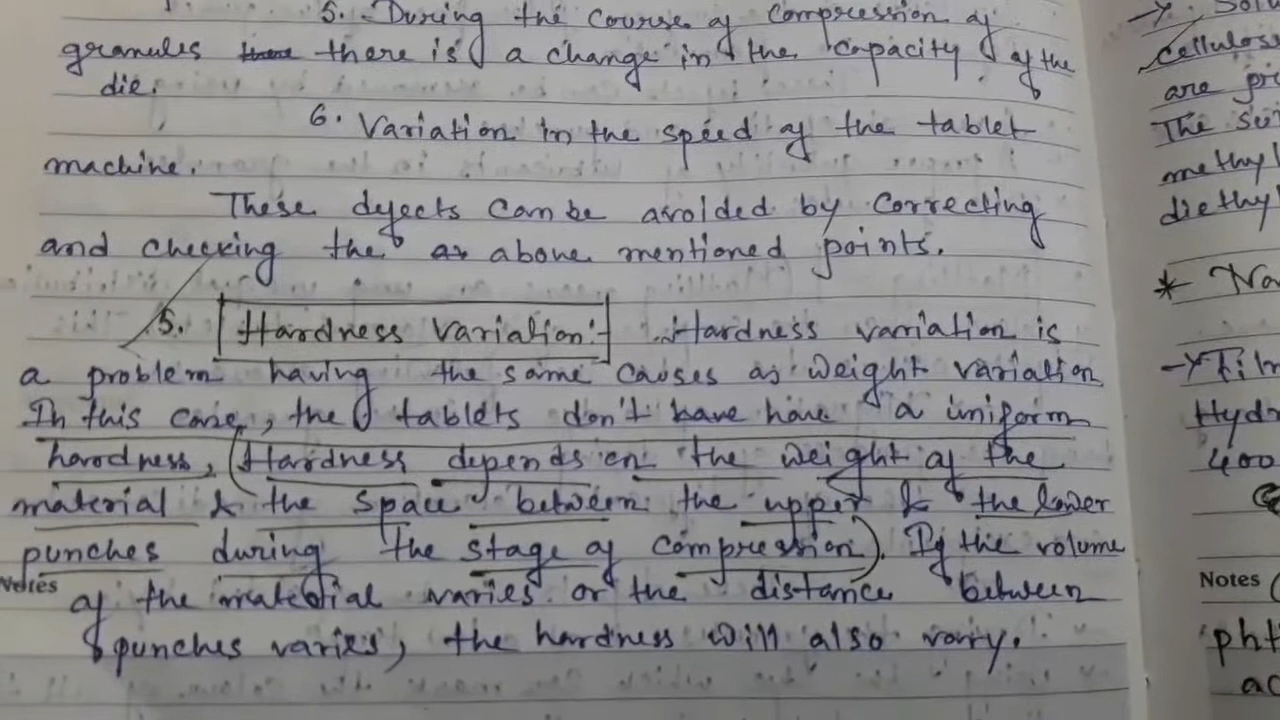 5. During the course of compression of
granules there is a change in the capacity of the
die.
6. Variation in the speed of the tablet
machine.
These defects can be avoided by correcting
and checking the as above mentioned points.
5. Hardness Variation:- Hardness variation is
a problem having the same causes as weight variation
In this case, the tablets don't have have a uniform
hardness, (Hardness depends on the weight of the
material & the space between the upper & the lower
punches during the stage of compression). If the volume
of the material varies or the distance between
punches varies, the hardness will also vary.
Notes
are
The
methyl
diethy
*
Hydr
400
Notes